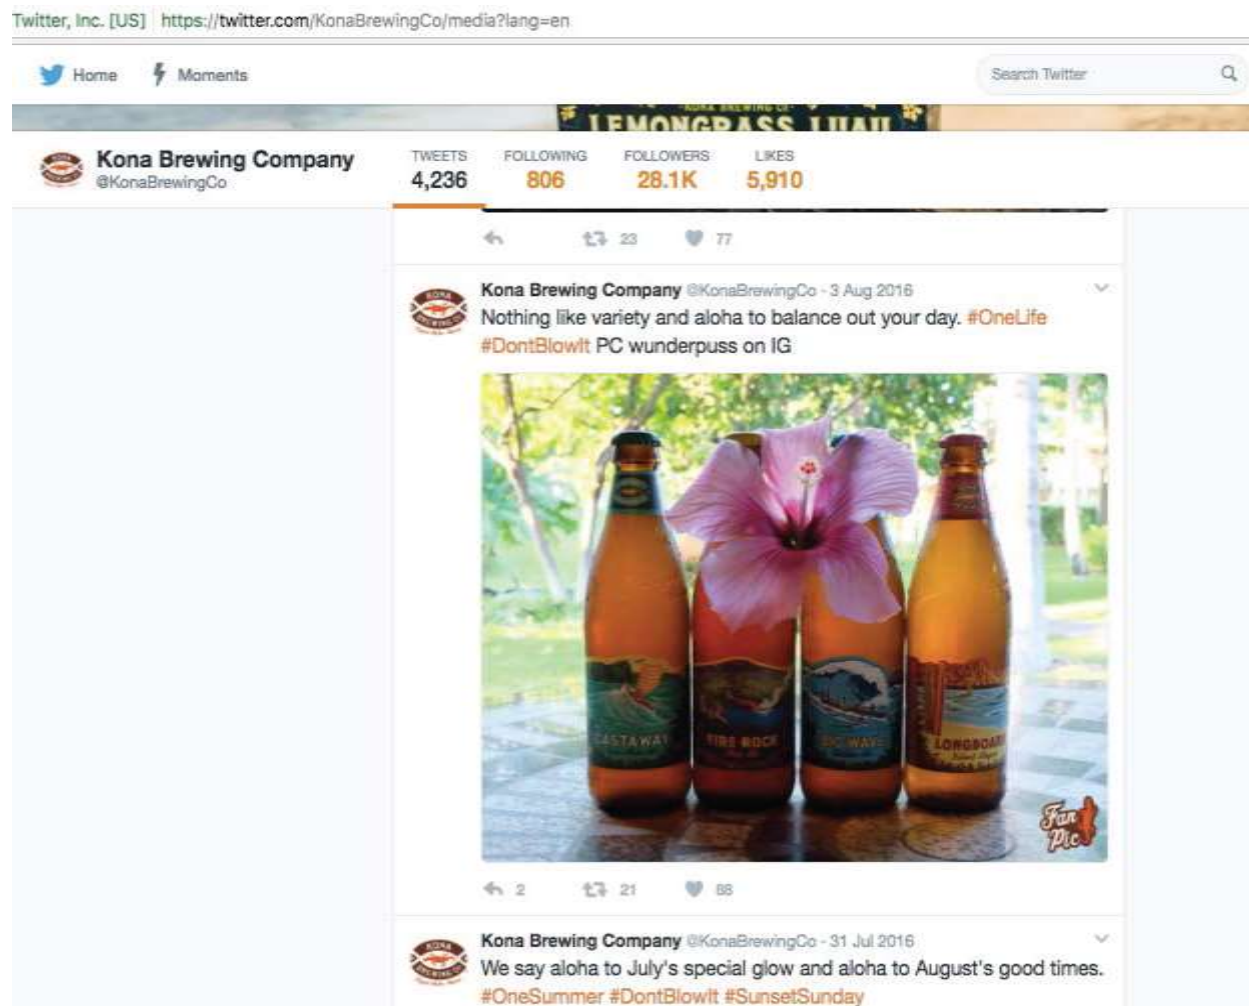 Twitter, Inc. [US] https://twitter.com/KonaBrewingCo/media?lang=en
Home Moments Search Twitter
KONA BREWING CO
LEMONGRASS LUAU
Kona Brewing Company
@KonaBrewingCo
TWEETS FOLLOWING FOLLOWERS LIKES
4,236 806 28.1K 5,910
23 77
Kona Brewing Company @KonaBrewingCo - 3 Aug 2016
Nothing like variety and aloha to balance out your day. #OneLife
#DontBlowIt PC wunderpuss on IG
CASTAWAY FIRE ROCK BIG WAVE LONGBOARD
Fan
Pic
2 21 88
Kona Brewing Company @KonaBrewingCo - 31 Jul 2016
We say aloha to July's special glow and aloha to August's good times.
#OneSummer #DontBlowIt #SunsetSunday